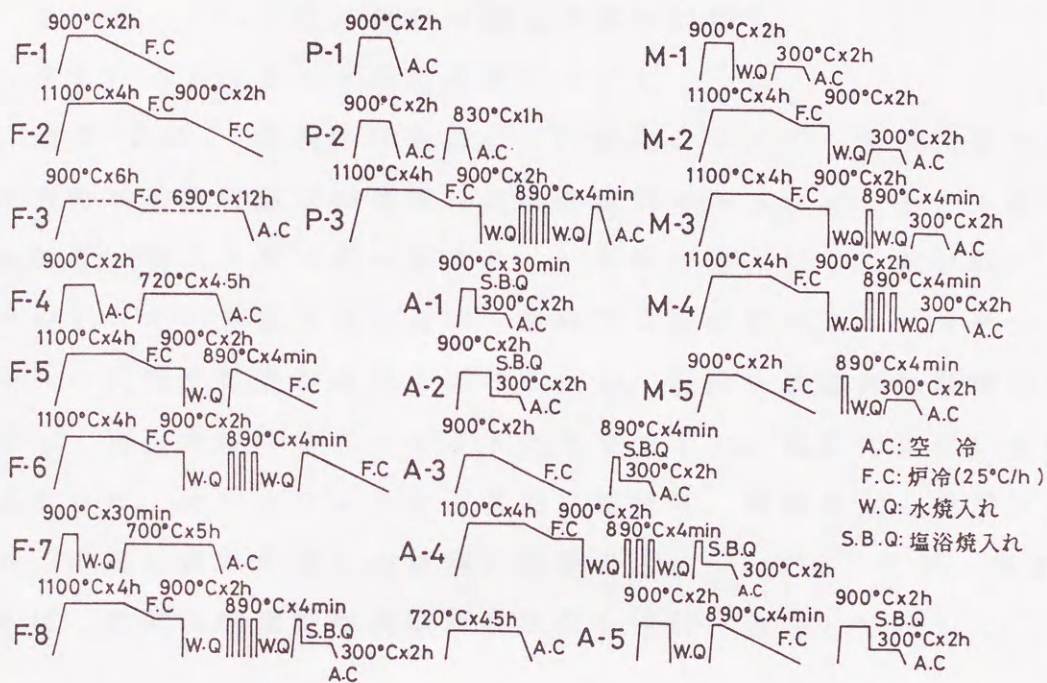 F-1 900°Cx2h F.C
F-2 1100°Cx4h F.C 900°Cx2h F.C
F-3 900°Cx6h F.C 690°Cx12h A.C
F-4 900°Cx2h A.C 720°Cx4.5h A.C
F-5 1100°Cx4h F.C 900°Cx2h W.Q 890°Cx4min F.C
F-6 1100°Cx4h F.C 900°Cx2h W.Q 890°Cx4min W.Q F.C
F-7 900°Cx30min W.Q 700°Cx5h A.C
F-8 1100°Cx4h F.C 900°Cx2h W.Q 890°Cx4min W.Q S.B.Q 300°Cx2h A.C 720°Cx4.5h A.C
P-1 900°Cx2h A.C
P-2 900°Cx2h A.C 830°Cx1h A.C
P-3 1100°Cx4h F.C 900°Cx2h W.Q 890°Cx4min W.Q A.C
A-1 900°Cx30min S.B.Q 300°Cx2h A.C
A-2 900°Cx2h S.B.Q 300°Cx2h A.C
A-3 900°Cx2h F.C 890°Cx4min S.B.Q 300°Cx2h A.C
A-4 1100°Cx4h F.C 900°Cx2h W.Q 890°Cx4min W.Q S.B.Q 300°Cx2h A.C
A-5 900°Cx2h W.Q 890°Cx4min F.C 900°Cx2h S.B.Q 300°Cx2h A.C
M-1 900°Cx2h W.Q 300°Cx2h A.C
M-2 1100°Cx4h F.C 900°Cx2h W.Q 300°Cx2h A.C
M-3 1100°Cx4h F.C 900°Cx2h W.Q 890°Cx4min W.Q 300°Cx2h A.C
M-4 1100°Cx4h F.C 900°Cx2h W.Q 890°Cx4min W.Q 300°Cx2h A.C
M-5 900°Cx2h F.C 890°Cx4min W.Q 300°Cx2h A.C
A.C: 空 冷
F.C: 炉冷(25°C/h)
W.Q: 水焼入れ
S.B.Q: 塩浴焼入れ